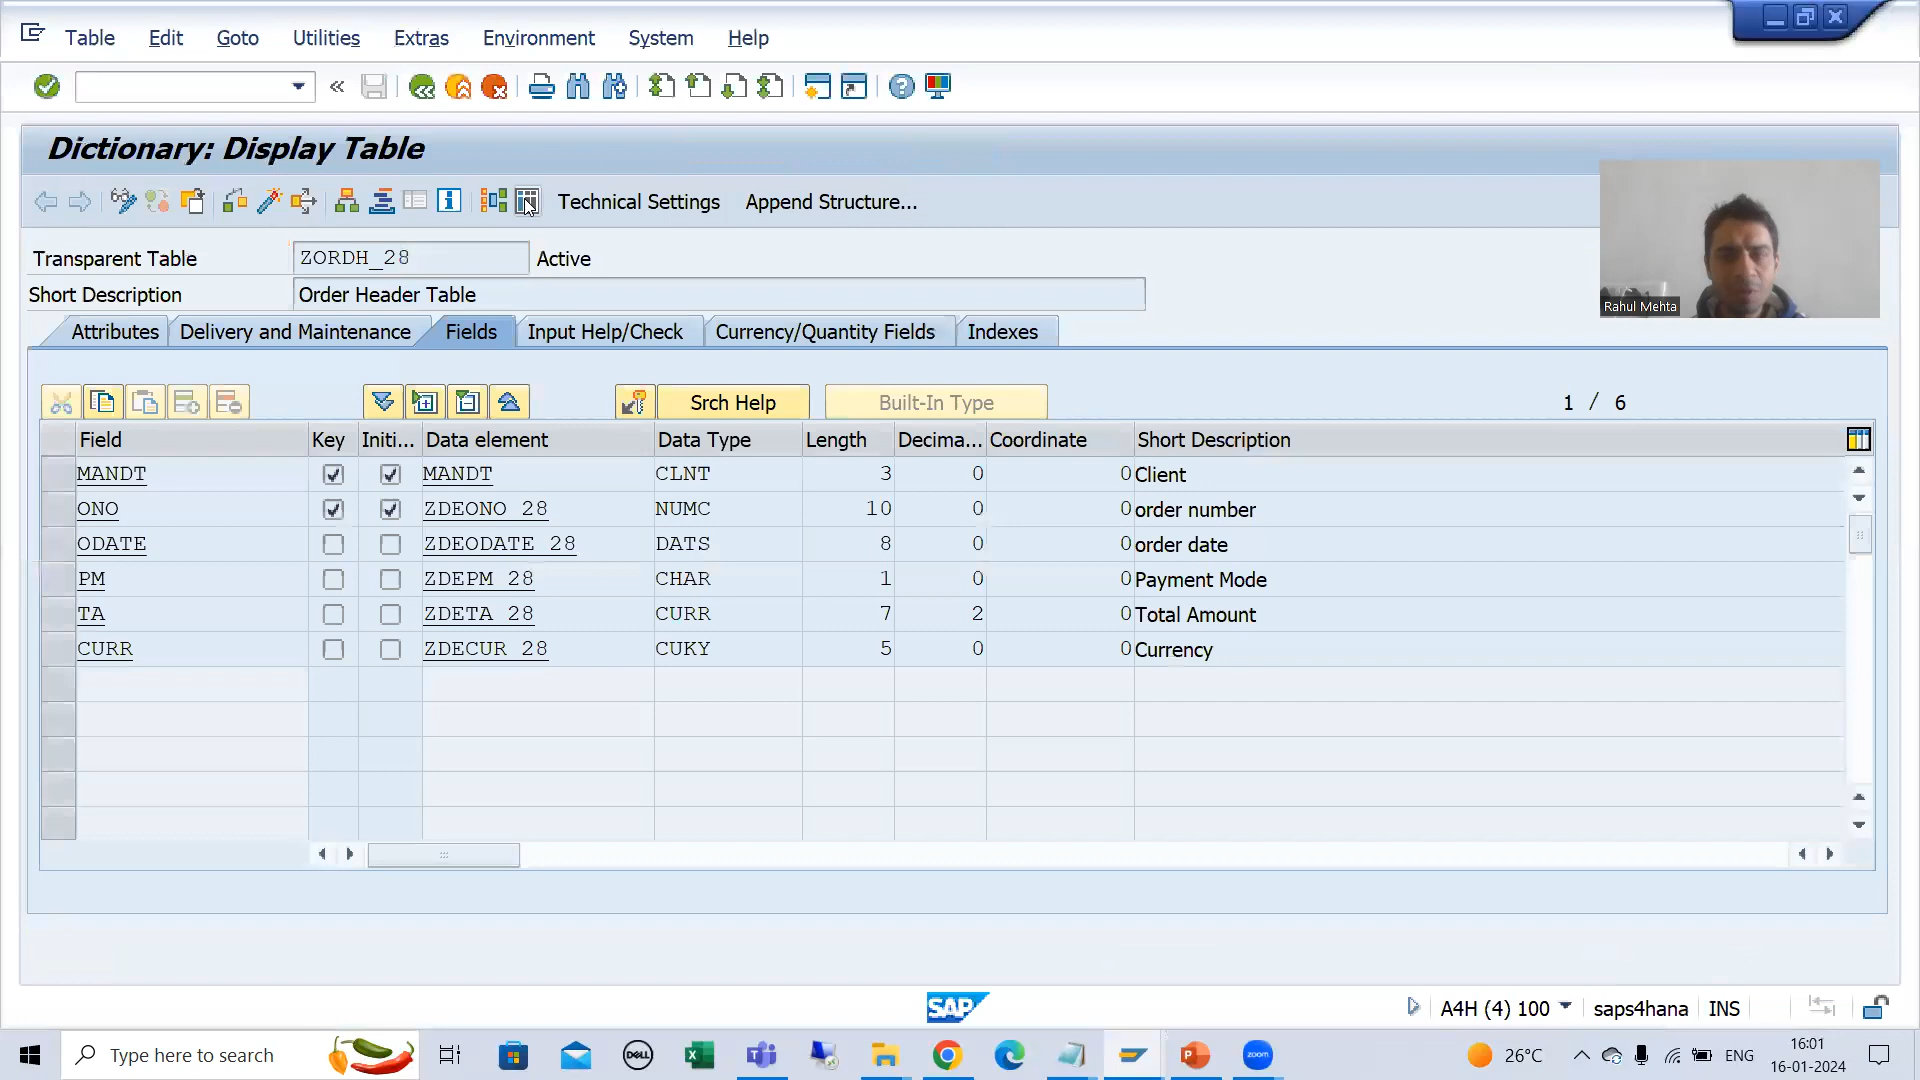 Table Edit Goto Utilities Extras Environment System Help
Dictionary: Display Table
Technical Settings Append Structure...
Rahul Mehta
Transparent Table ZORDH_28 Active
Short Description Order Header Table
Attributes Delivery and Maintenance Fields Input Help/Check Currency/Quantity Fields Indexes
Srch Help Built-In Type 1 / 6
Field Key Initi... Data element Data Type Length Decima... Coordinate Short Description
MANDT MANDT CLNT 3 0 0 Client
ONO ZDEONO_28 NUMC 10 0 0 order number
ODATE ZDEODATE_28 DATS 8 0 0 order date
PM ZDEPM_28 CHAR 1 0 0 Payment Mode
TA ZDETA_28 CURR 7 2 0 Total Amount
CURR ZDECUR_28 CUKY 5 0 0 Currency
SAP A4H (4) 100 saps4hana INS
Type here to search DELL zoom 26°C ENG 16:01
16-01-2024